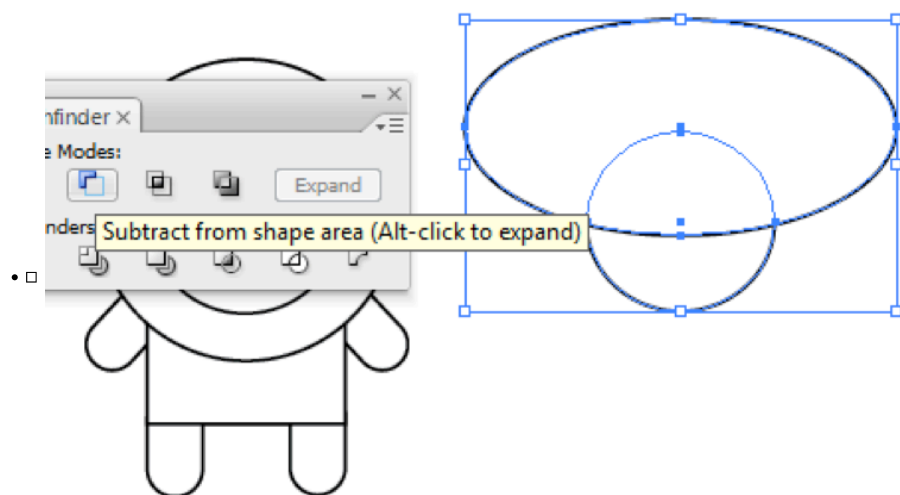 nfinder ×
e Modes:
Expand
nders
Subtract from shape area (Alt-click to expand)